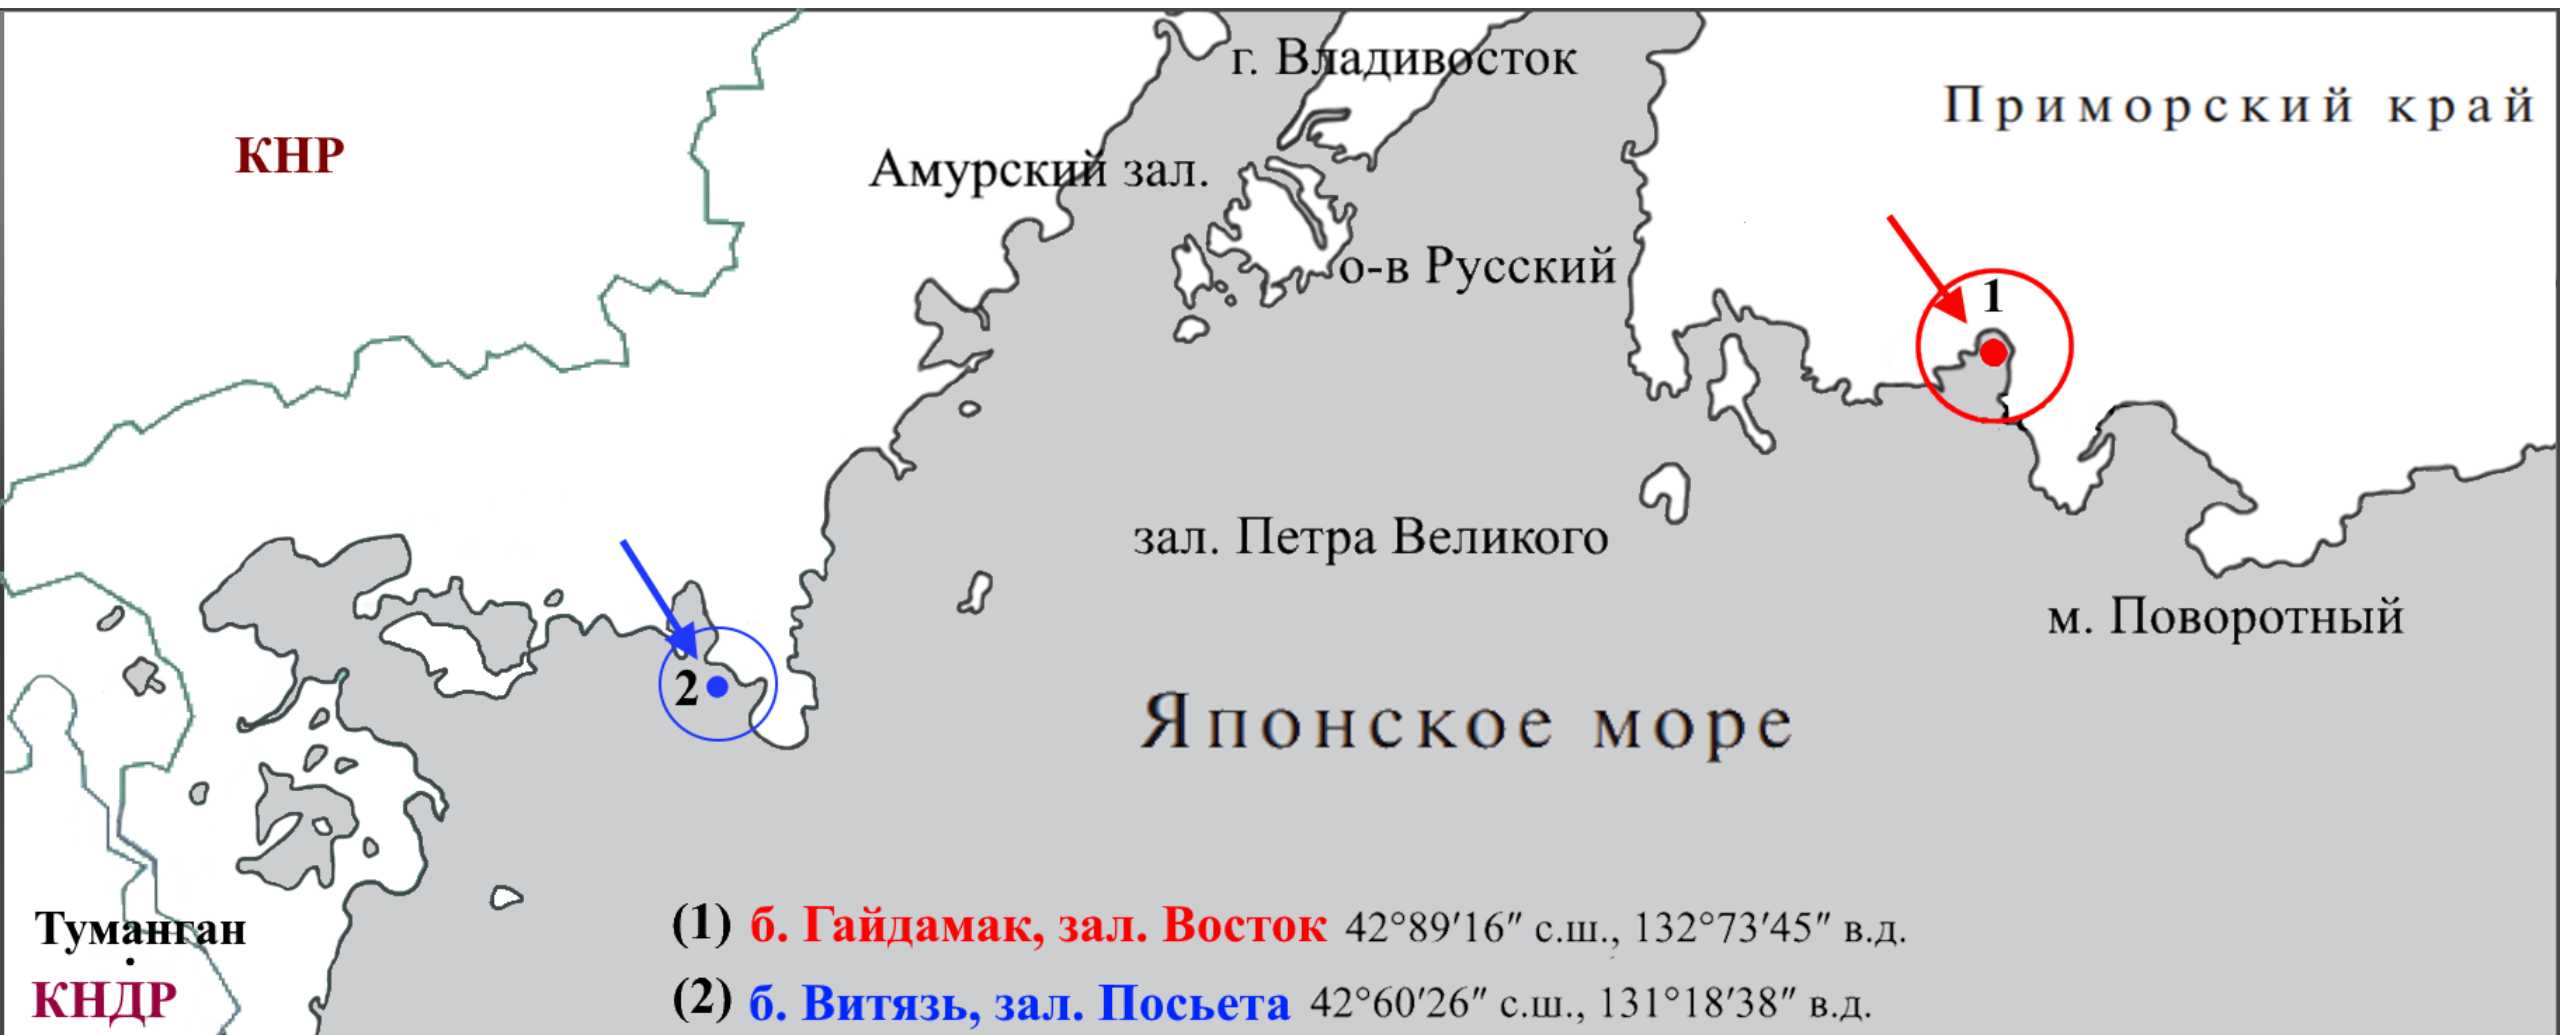 г. Владивосток
Приморский край
КНР
Амурский зал.
о-в Русский
1
зал. Петра Великого
м. Поворотный
2
Японское море
Туманган
КНДР
(1) б. Гайдамак, зал. Восток 42°89′16″ с.ш., 132°73′45″ в.д.
(2) б. Витязь, зал. Посьета 42°60′26″ с.ш., 131°18′38″ в.д.